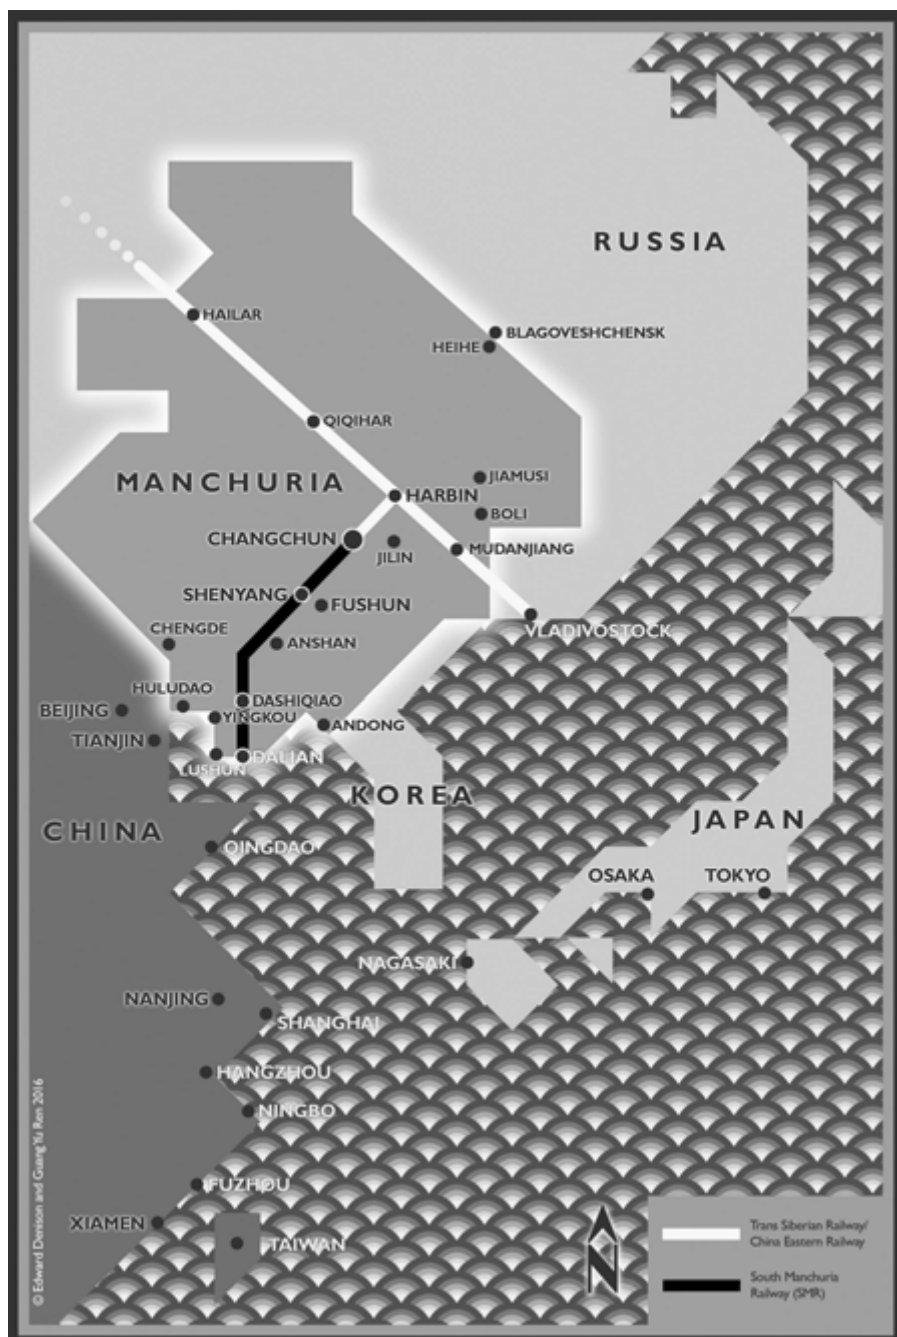 RUSSIA
HAILAR
BLAGOVESHCHENSK
HEIHE
QIQIHAR
MANCHURIA
JIAMUSI
HARBIN
BOLI
CHANGCHUN
JILIN
MUDANJIANG
SHENYANG
FUSHUN
CHENGDE
VLADIVOSTOCK
ANSHAN
HULUDAO
DASHIQIAO
BEIJING
YINGKOU
ANDONG
TIANJIN
DALIAN
LUSHUN
KOREA
CHINA
JAPAN
QINGDAO
OSAKA
TOKYO
NAGASAKI
NANJING
SHANGHAI
HANGZHOU
NINGBO
FUZHOU
XIAMEN
TAIWAN
N
Trans Siberian Railway/
China Eastern Railway
South Manchuria
Railway (SMR)
© Edward Denison and Guang Yu Ren 2016